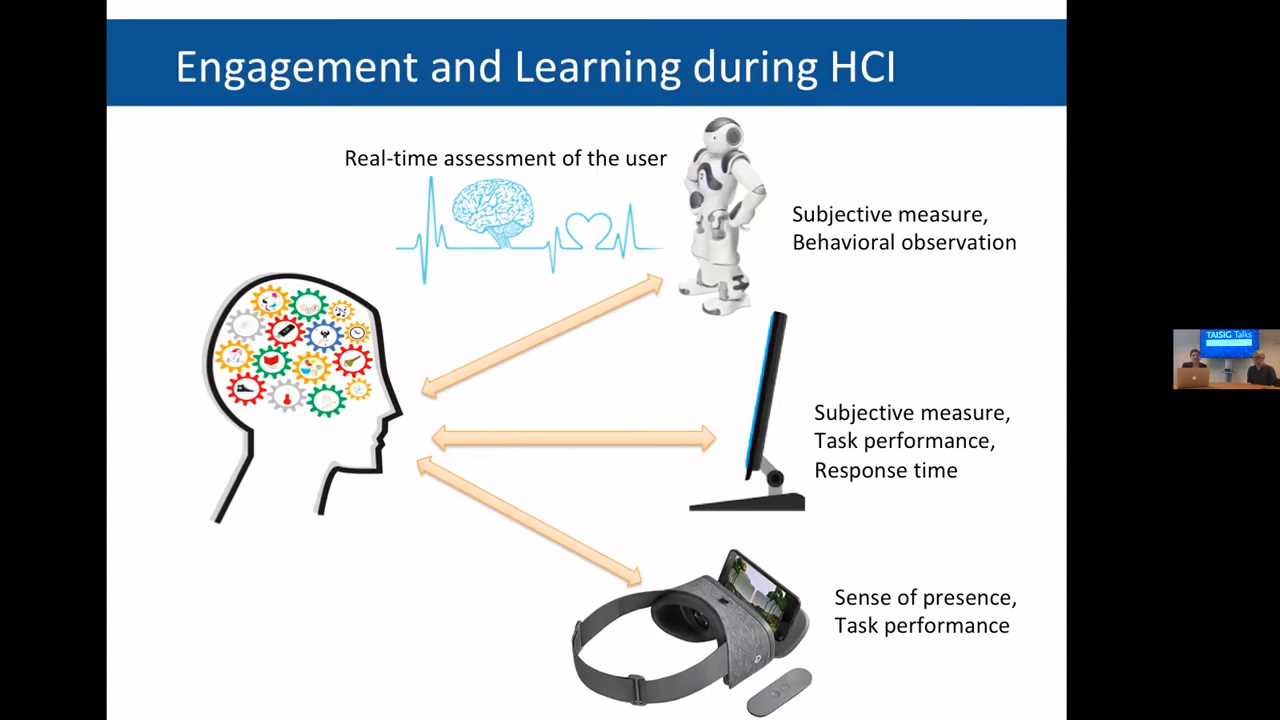 Engagement and Learning during HCI
Real-time assessment of the user
Subjective measure,
Behavioral observation
Subjective measure,
Task performance,
Response time
Sense of presence,
Task performance
TAISIG Talks